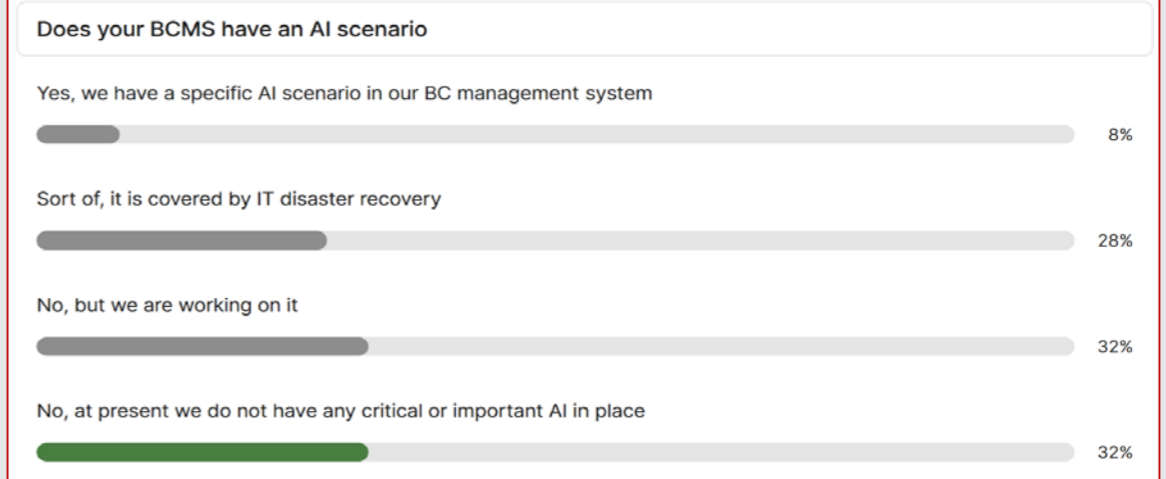 Does your BCMS have an AI scenario
Yes, we have a specific AI scenario in our BC management system
8%
Sort of, it is covered by IT disaster recovery
28%
No, but we are working on it
32%
No, at present we do not have any critical or important AI in place
32%